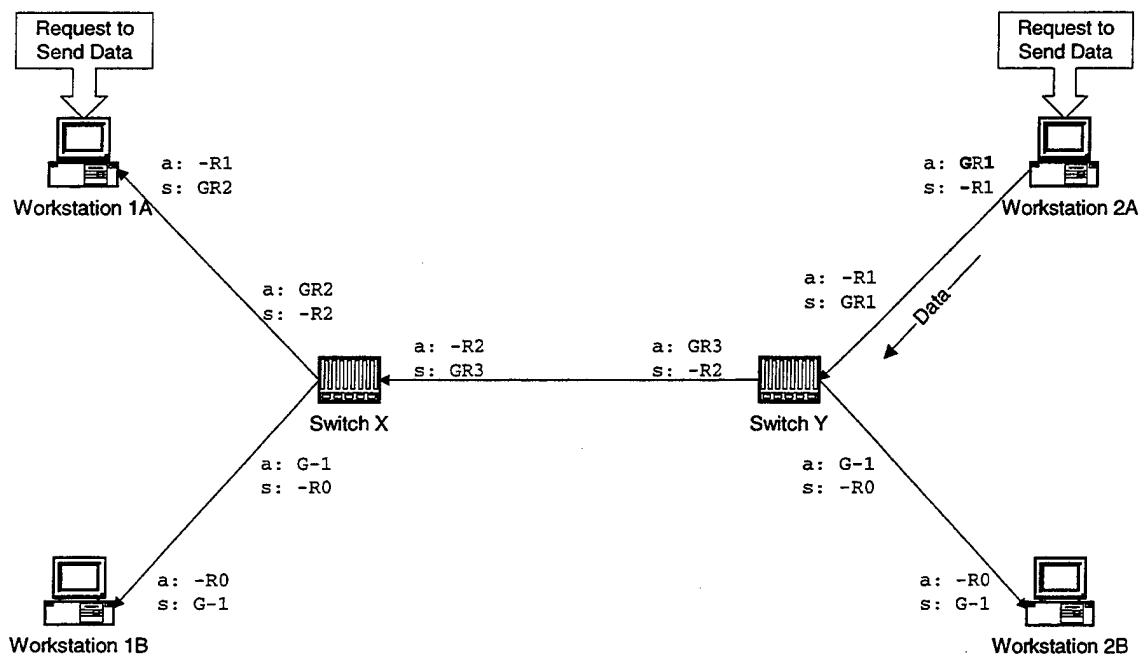 Request to
Send Data
Request to
Send Data
a: -R1
s: GR2
Workstation 1A
a: GR1
s: -R1
Workstation 2A
a: GR2
s: -R2
a: -R1
s: GR1
Data
a: -R2
s: GR3
a: GR3
s: -R2
Switch X
Switch Y
a: G-1
s: -R0
a: G-1
s: -R0
a: -R0
s: G-1
Workstation 1B
a: -R0
s: G-1
Workstation 2B